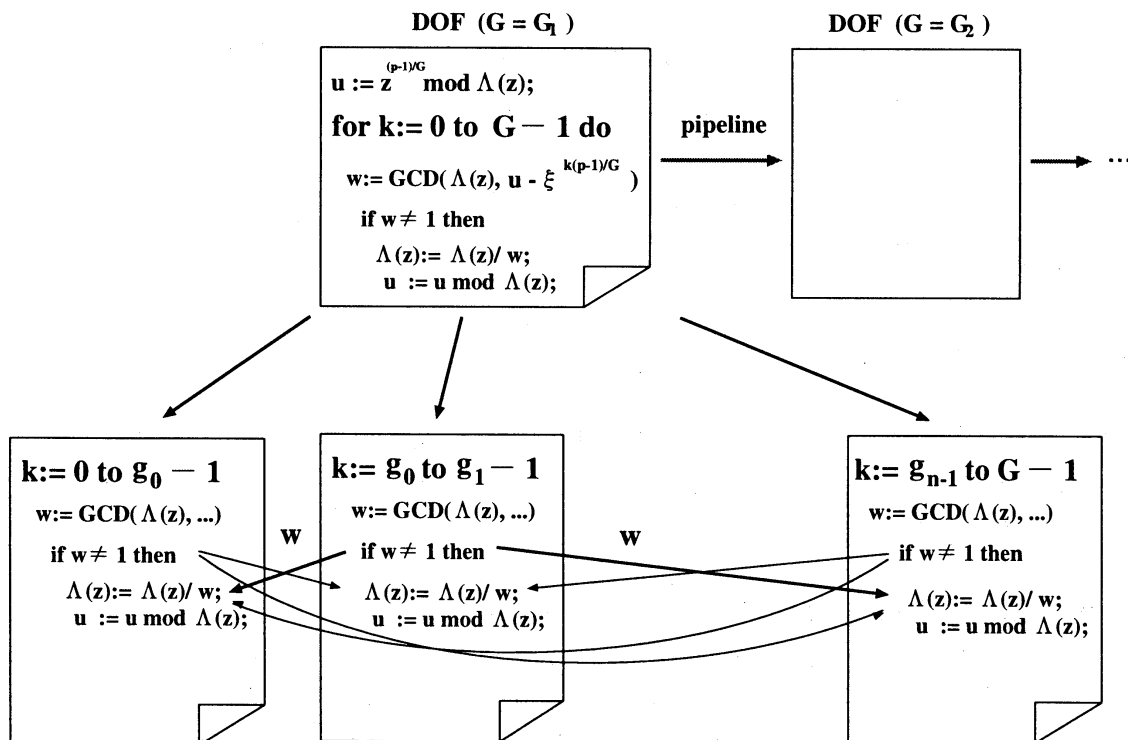 DOF (G = G₁)
DOF (G = G₂)
u := z^(p-1)/G mod Λ(z);
for k:= 0 to G − 1 do
w:= GCD(Λ(z), u - ξ^k(p-1)/G )
if w ≠ 1 then
Λ(z):= Λ(z)/ w;
u := u mod Λ(z);
pipeline
...
k:= 0 to g₀ − 1
w:= GCD(Λ(z), ...)
if w ≠ 1 then
Λ(z):= Λ(z)/ w;
u := u mod Λ(z);
w
k:= g₀ to g₁ − 1
w:= GCD(Λ(z), ...)
if w ≠ 1 then
Λ(z):= Λ(z)/ w;
u := u mod Λ(z);
w
k:= gₙ₋₁ to G − 1
w:= GCD(Λ(z), ...)
if w ≠ 1 then
Λ(z):= Λ(z)/ w;
u := u mod Λ(z);